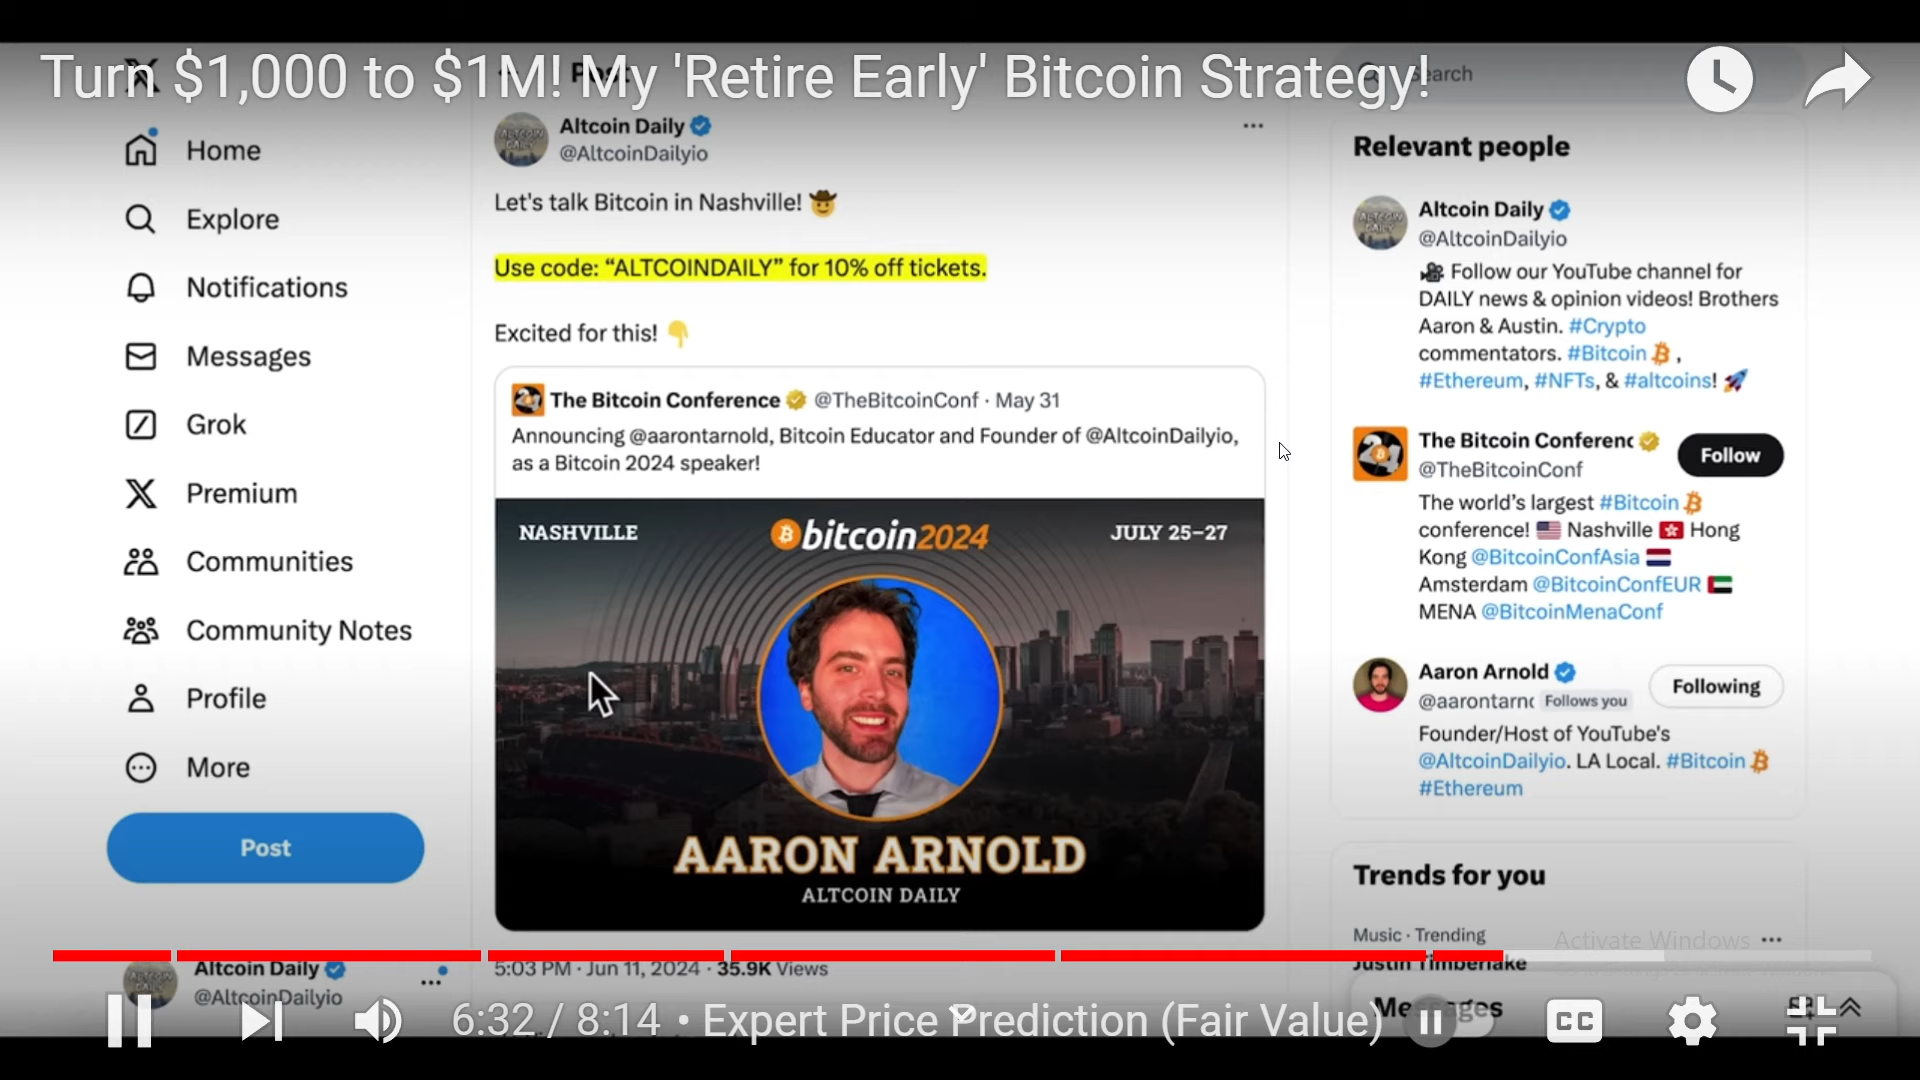 Turn $1,000 to $1M! My 'Retire Early' Bitcoin Strategy!
Post
Search
Home
Explore
Notifications
Messages
Grok
Premium
Communities
Community Notes
Profile
More
Post
Altcoin Daily
@AltcoinDailyio
Altcoin Daily
@AltcoinDailyio
Let's talk Bitcoin in Nashville! 🤠
Use code: “ALTCOINDAILY” for 10% off tickets.
Excited for this! 👇
The Bitcoin Conference @TheBitcoinConf · May 31
Announcing @aarontarnold, Bitcoin Educator and Founder of @AltcoinDailyio,
as a Bitcoin 2024 speaker!
NASHVILLE
bitcoin2024
JULY 25–27
AARON ARNOLD
ALTCOIN DAILY
5:03 PM · Jun 11, 2024 · 35.9K Views
Relevant people
Altcoin Daily
@AltcoinDailyio
🎥 Follow our YouTube channel for
DAILY news & opinion videos! Brothers
Aaron & Austin. #Crypto
commentators. #Bitcoin ,
#Ethereum, #NFTs, & #altcoins! 🚀
The Bitcoin Conferenc
@TheBitcoinConf
Follow
The world’s largest #Bitcoin
conference! 🇺🇸 Nashville 🇭🇰 Hong
Kong @BitcoinConfAsia 🇳🇱
Amsterdam @BitcoinConfEUR 🇦🇪
MENA @BitcoinMenaConf
Aaron Arnold
@aarontarnc Follows you
Following
Founder/Host of YouTube's
@AltcoinDailyio. LA Local. #Bitcoin
#Ethereum
Trends for you
Music · Trending
Justin Timberlake
Activate Windows
Messages
6:32 / 8:14 • Expert Price Prediction (Fair Value)
CC